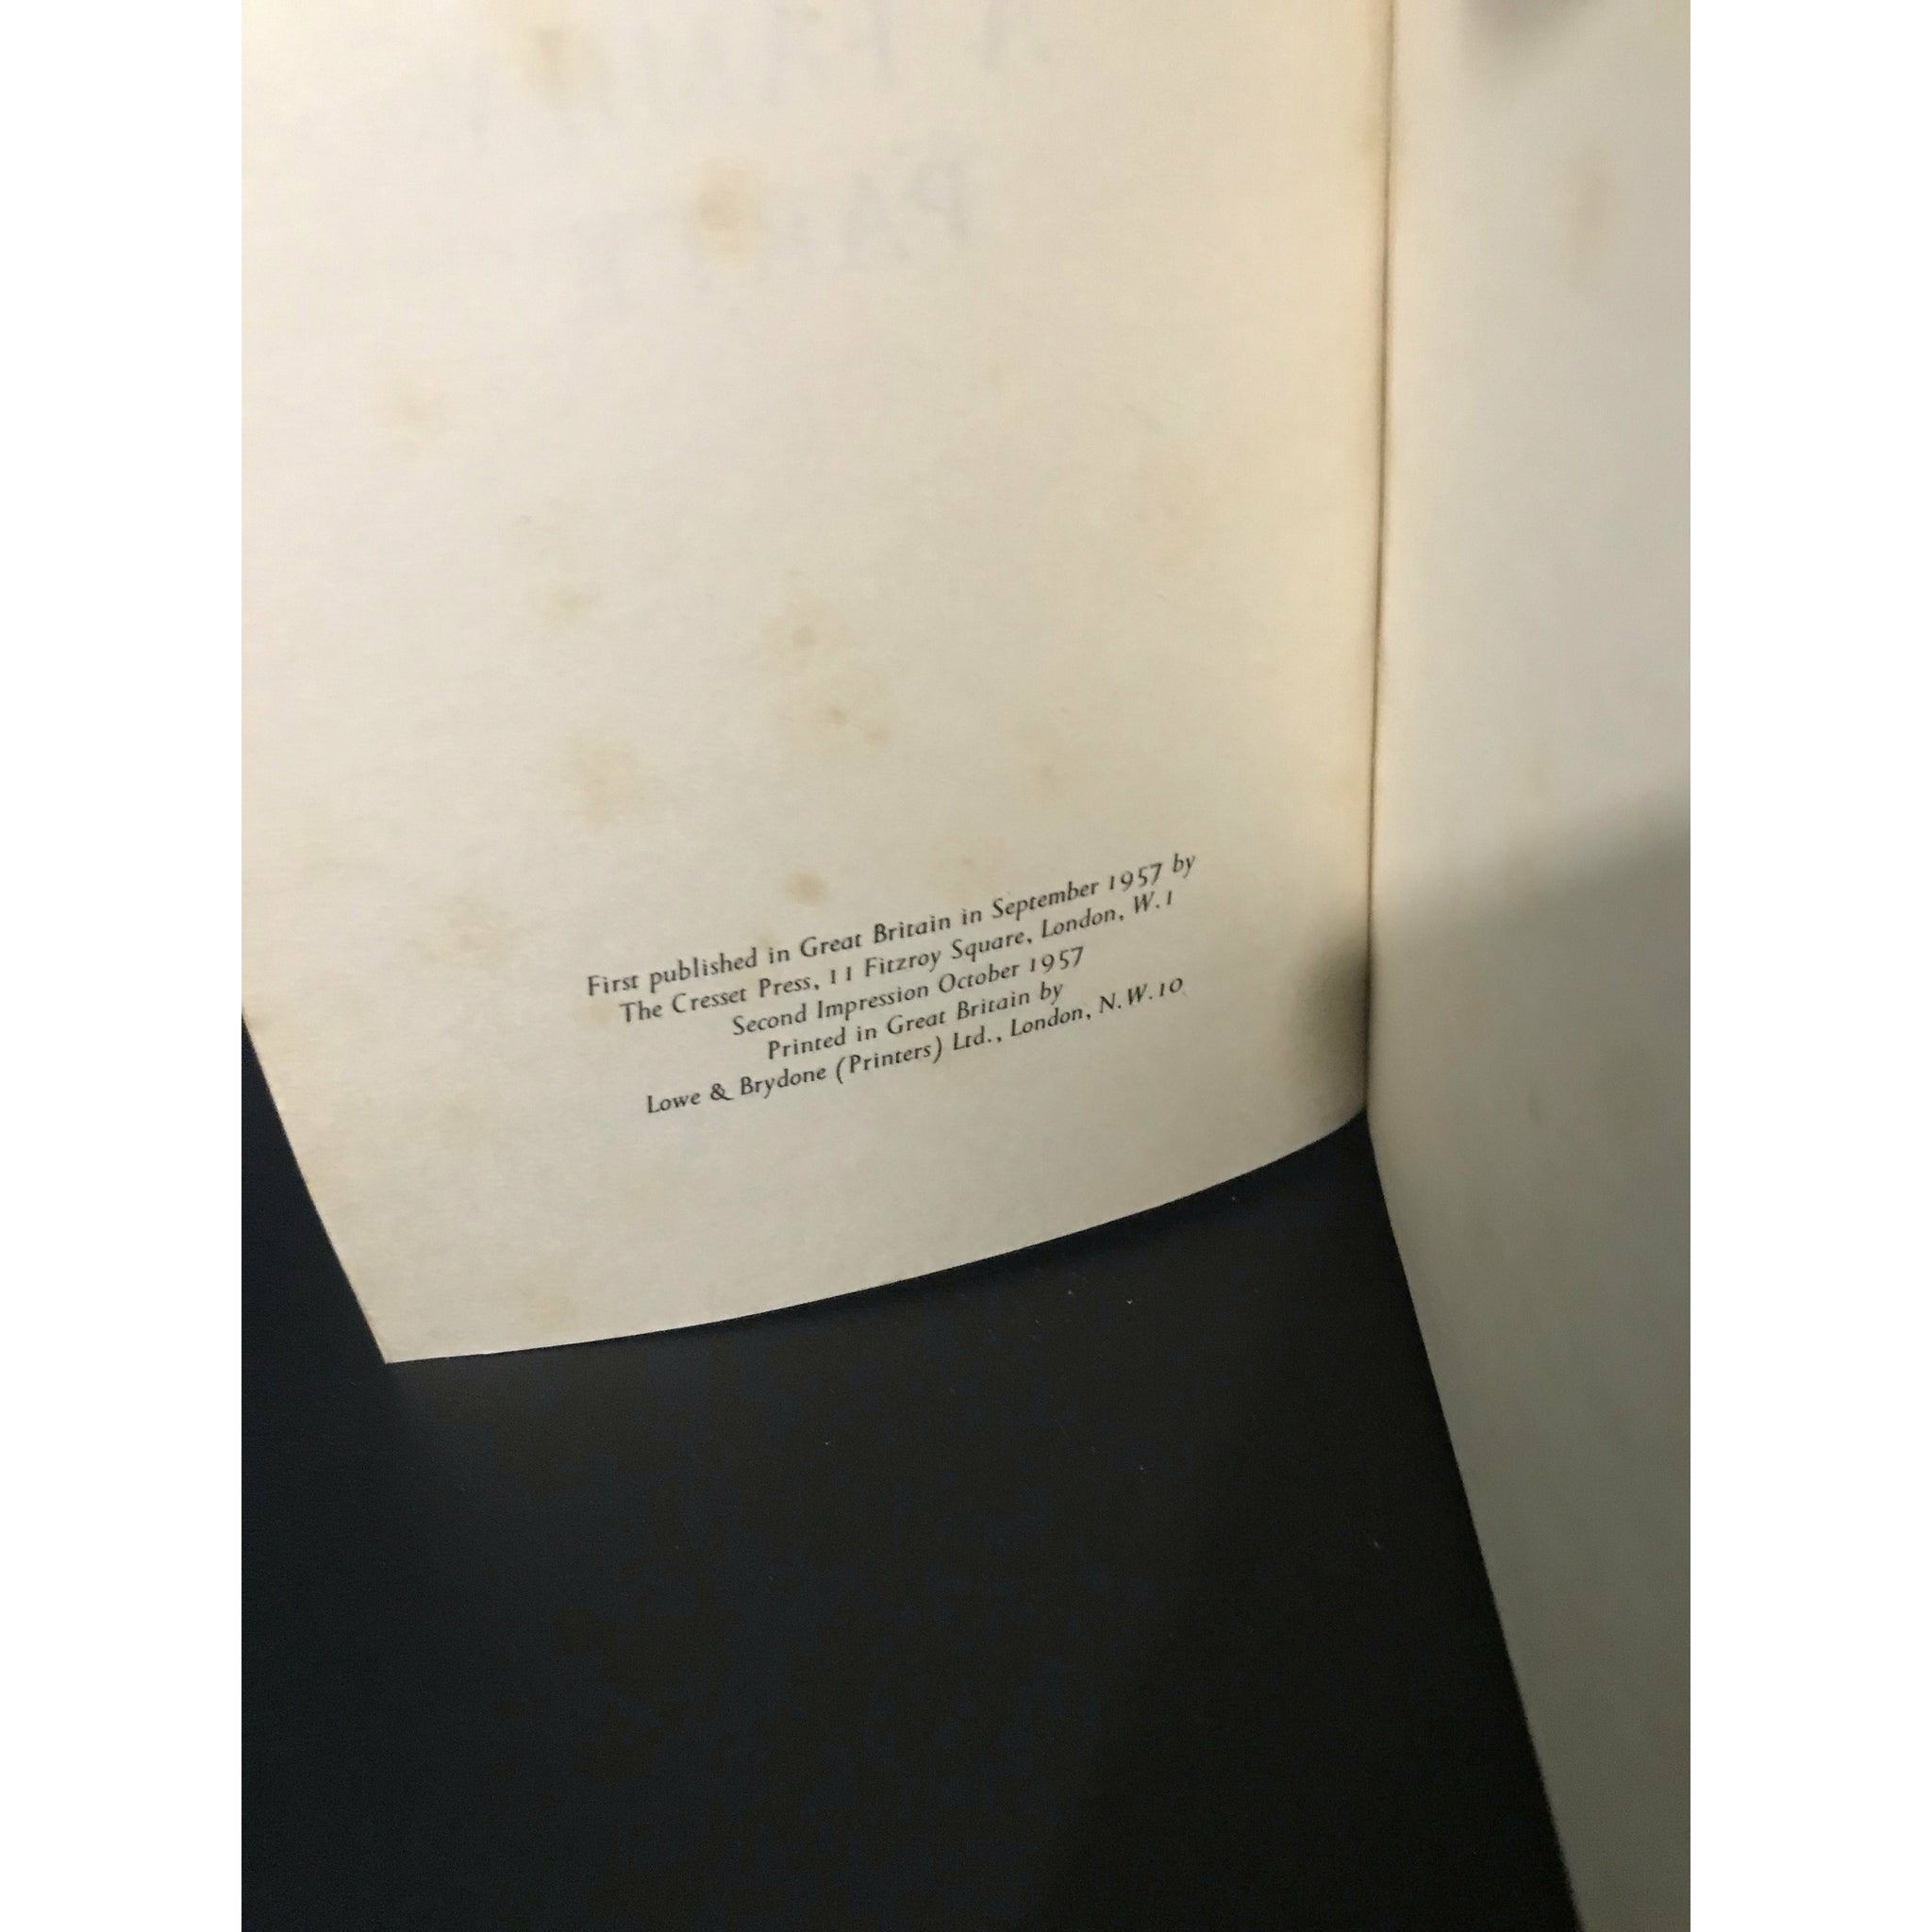 First published in Great Britain in September 1957 by
The Cresset Press, 11 Fitzroy Square, London, W.1
Second Impression October 1957
Printed in Great Britain by
Lowe & Brydone (Printers) Ltd., London, N.W.10